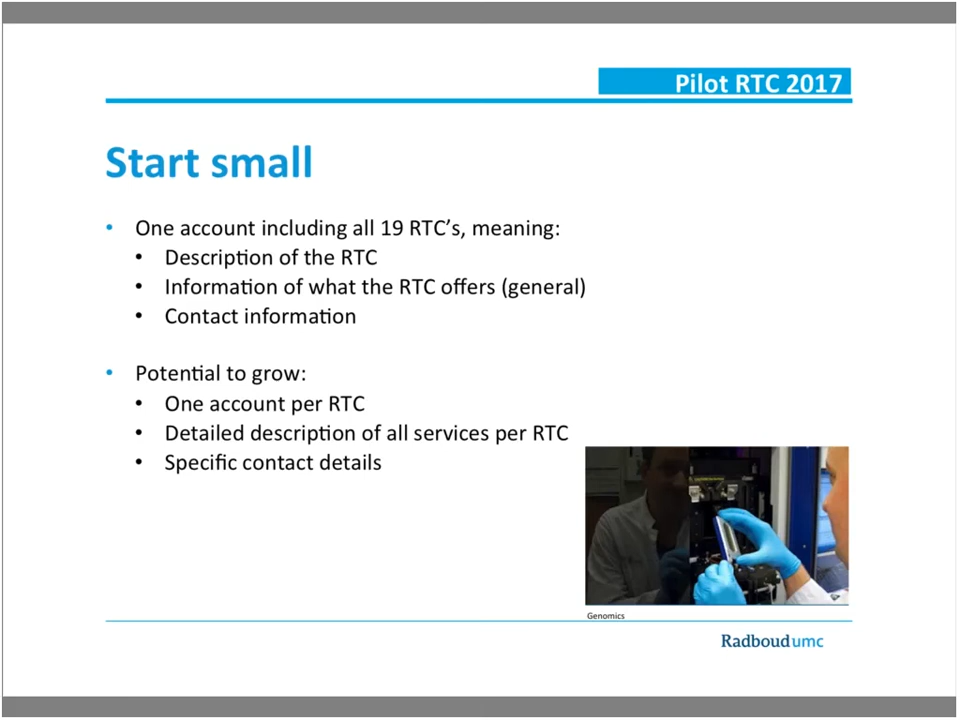 Pilot RTC 2017
Start small
• One account including all 19 RTC’s, meaning:
• Description of the RTC
• Information of what the RTC offers (general)
• Contact information
• Potential to grow:
• One account per RTC
• Detailed description of all services per RTC
• Specific contact details
Genomics
Radboudumc